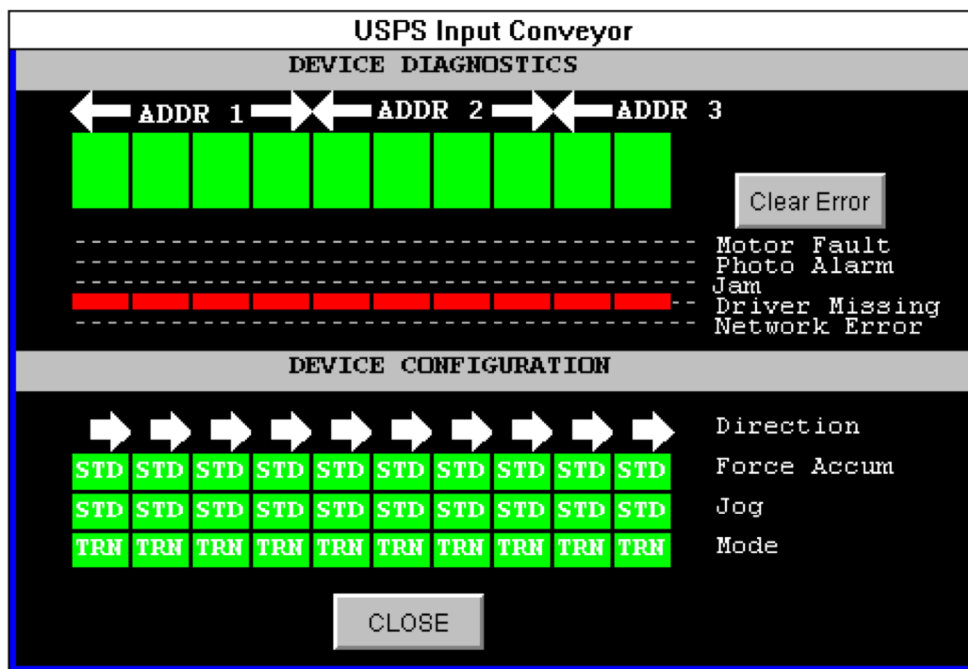 USPS Input Conveyor
DEVICE DIAGNOSTICS
ADDR 1 ADDR 2 ADDR 3
Clear Error
Motor Fault
Photo Alarm
Jam
Driver Missing
Network Error
DEVICE CONFIGURATION
Direction
STD STD STD STD STD STD STD STD STD STD Force Accum
STD STD STD STD STD STD STD STD STD STD Jog
TRN TRN TRN TRN TRN TRN TRN TRN TRN TRN Mode
CLOSE